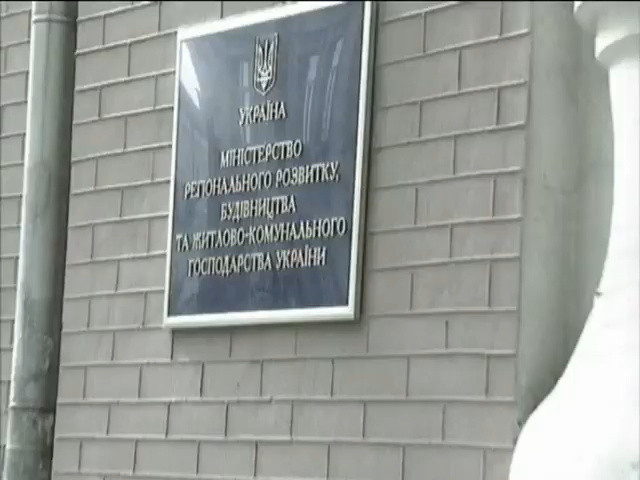 УКРАЇНА
МІНІСТЕРСТВО
РЕГІОНАЛЬНОГО РОЗВИТКУ,
БУДІВНИЦТВА
ТА ЖИТЛОВО-КОМУНАЛЬНОГО
ГОСПОДАРСТВА УКРАЇНИ